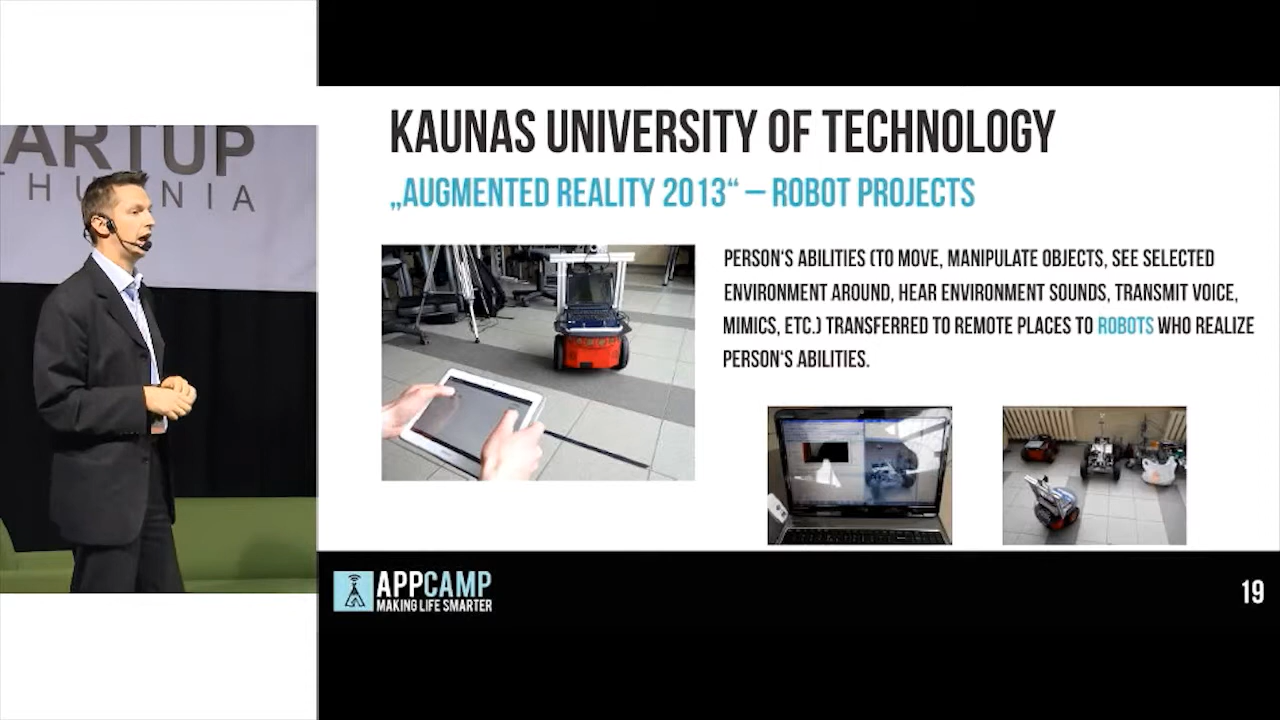 ARTUP
THUANIA
KAUNAS UNIVERSITY OF TECHNOLOGY
„AUGMENTED REALITY 2013“ – ROBOT PROJECTS
PERSON'S ABILITIES (TO MOVE, MANIPULATE OBJECTS, SEE SELECTED
ENVIRONMENT AROUND, HEAR ENVIRONMENT SOUNDS, TRANSMIT VOICE,
MIMICS, ETC.) TRANSFERRED TO REMOTE PLACES TO ROBOTS WHO REALIZE
PERSON'S ABILITIES.
APPCAMP
MAKING LIFE SMARTER
19